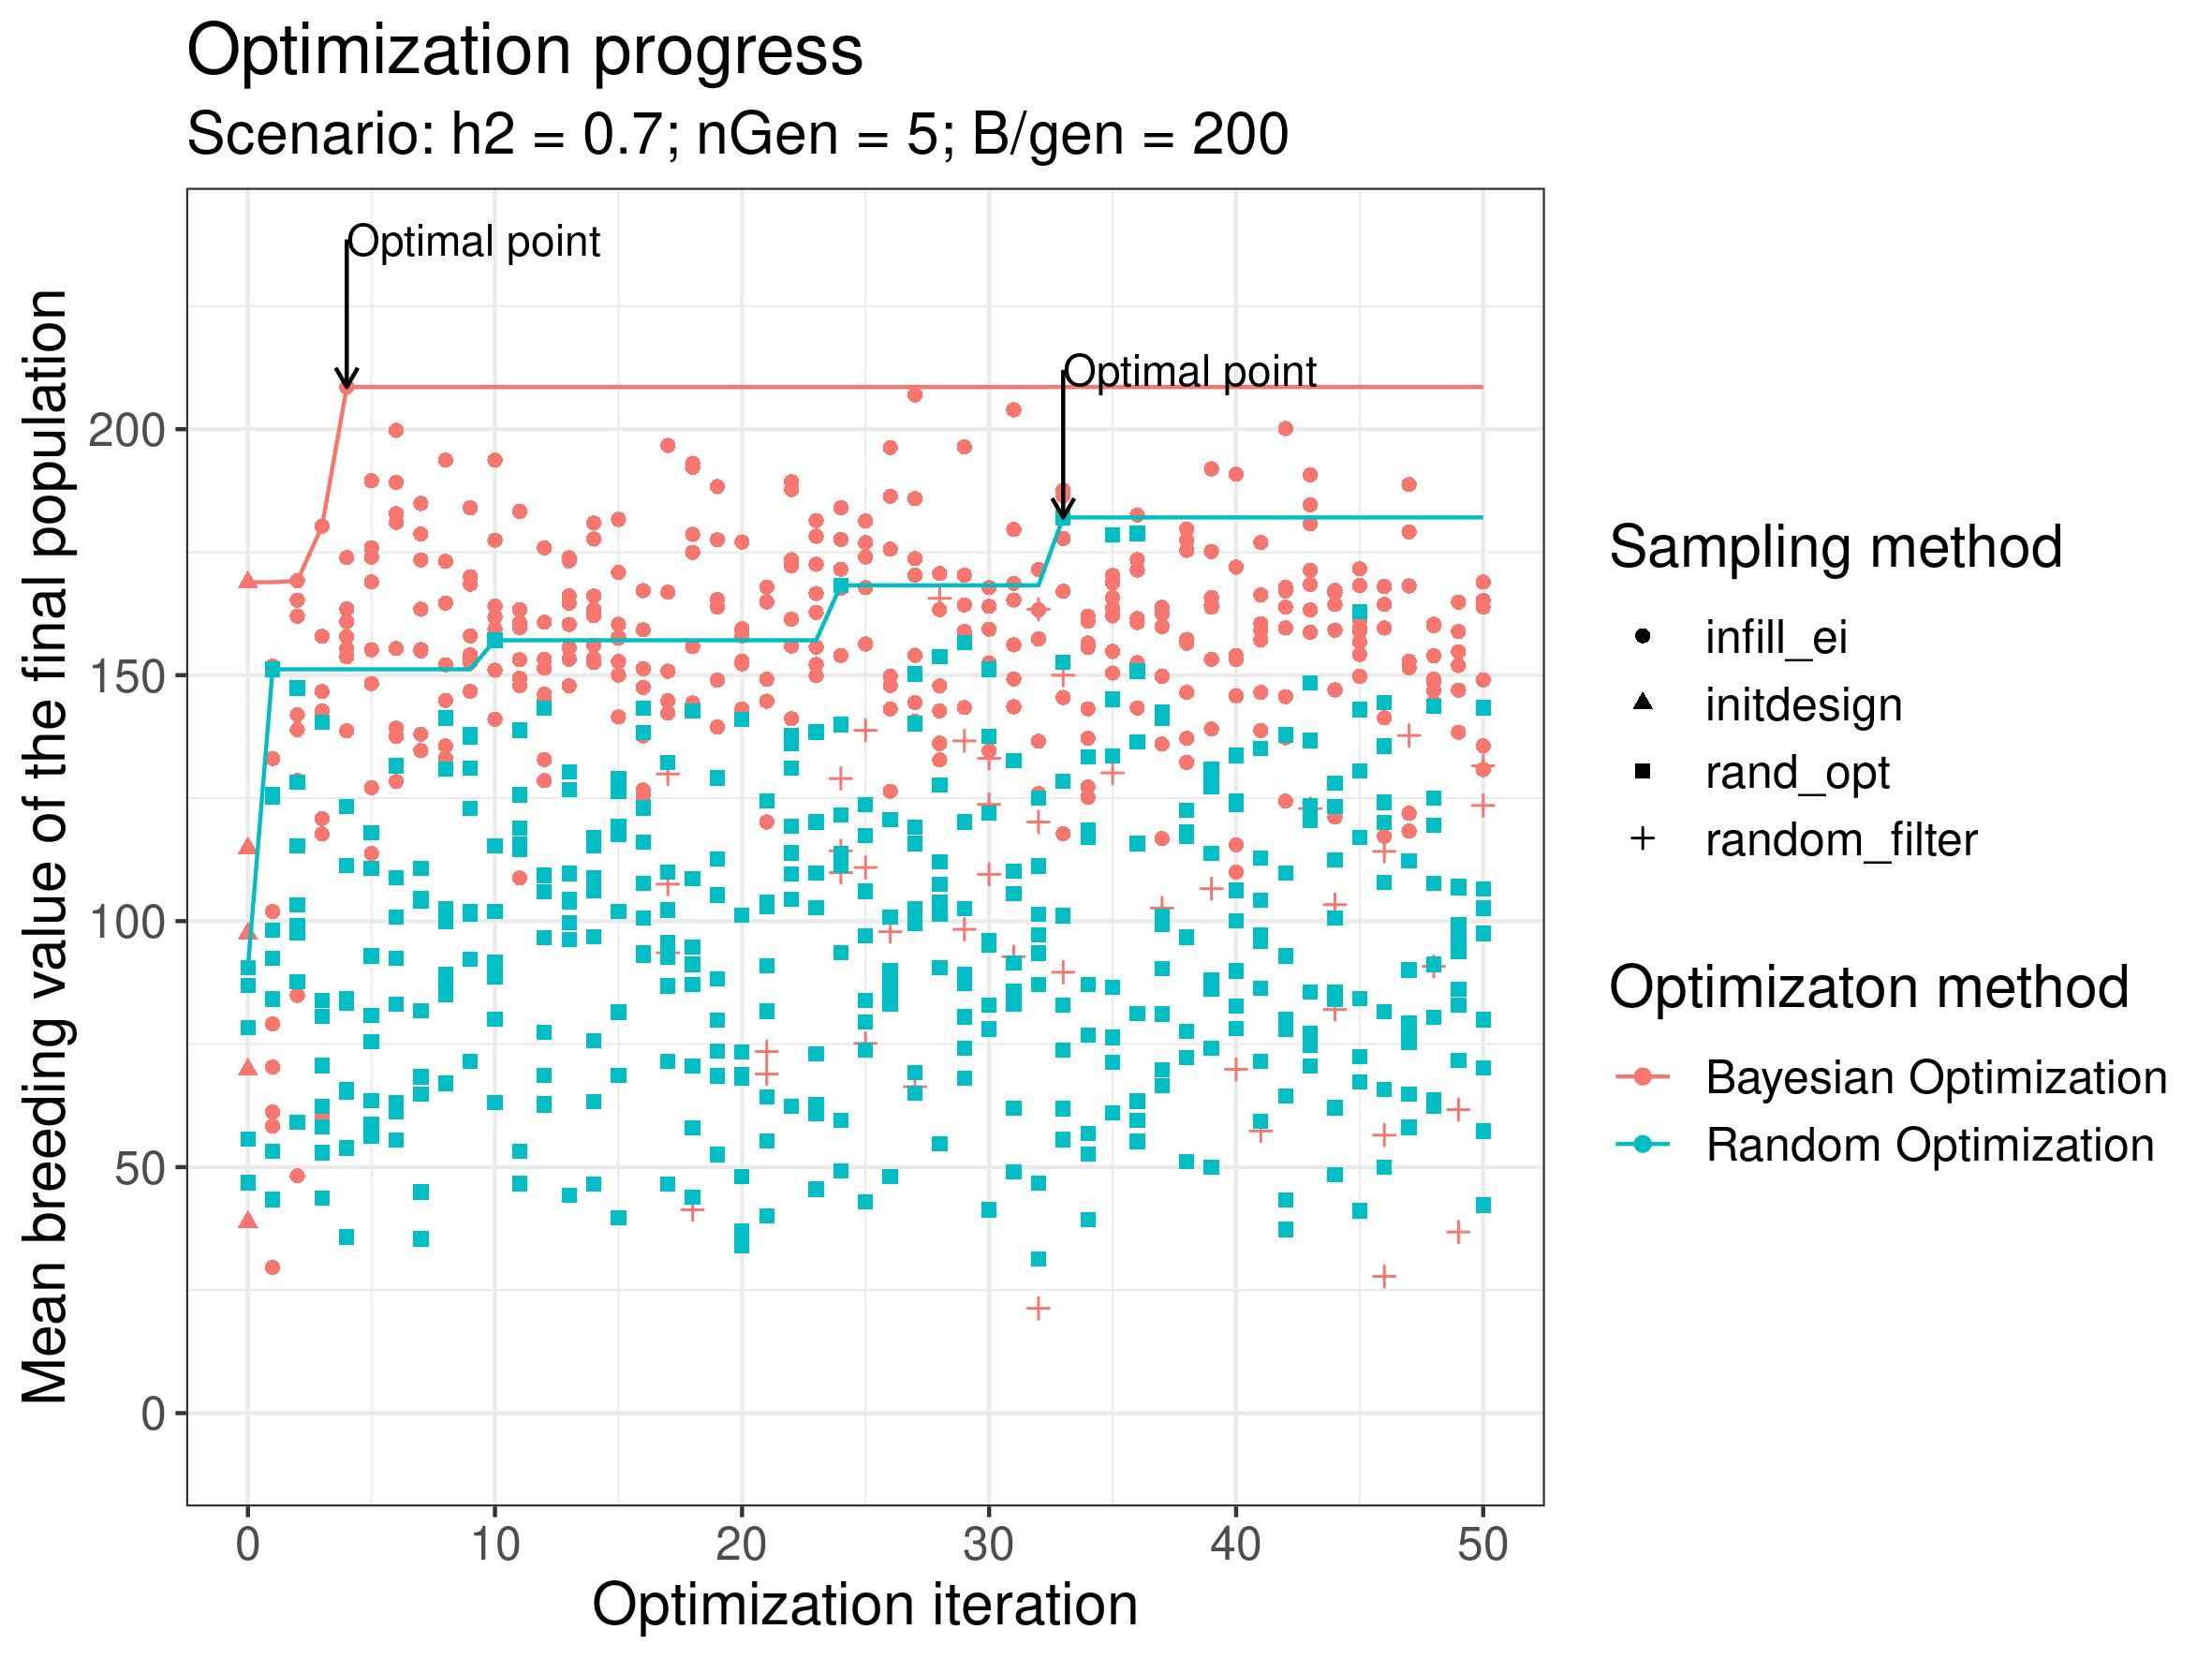 Optimization progress
Scenario: h2 = 0.7; nGen = 5; B/gen = 200
Mean breeding value of the final population
200
150
100
50
0
Optimal point
Optimal point
0 10 20 30 40 50
Optimization iteration
Sampling method
infill_ei
initdesign
rand_opt
random_filter
Optimizaton method
Bayesian Optimization
Random Optimization